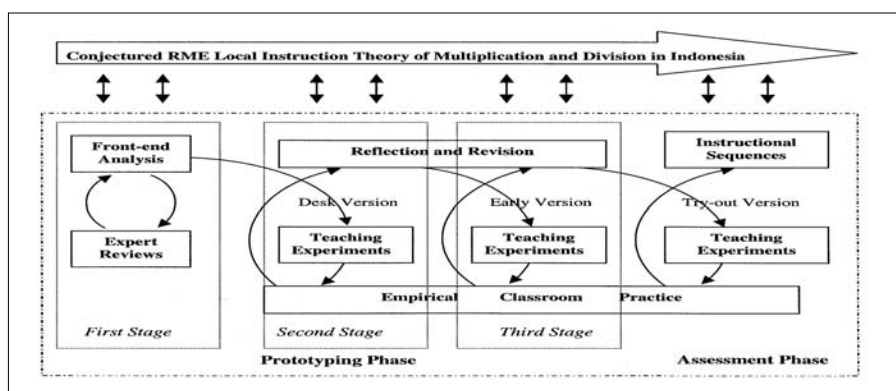 Conjectured RME Local Instruction Theory of Multiplication and Division in Indonesia
Front-end
Analysis
Reflection and Revision
Instructional
Sequences
Desk Version
Early Version
Try-out Version
Expert
Reviews
Teaching
Experiments
Teaching
Experiments
Teaching
Experiments
Empirical Classroom Practice
First Stage
Second Stage
Third Stage
Prototyping Phase
Assessment Phase